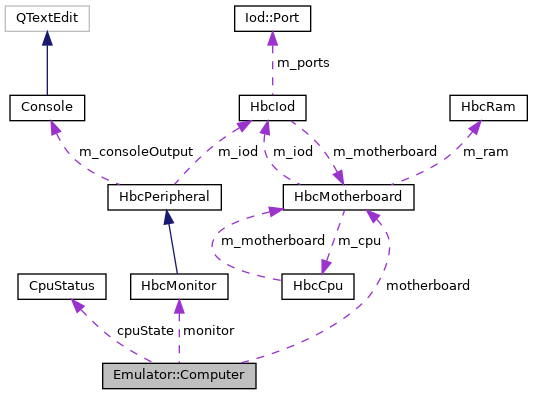 QTextEdit
Iod::Port
m_ports
Console
HbcIod
HbcRam
m_consoleOutput
m_iod
m_iod
m_motherboard
m_ram
HbcPeripheral
HbcMotherboard
m_motherboard
m_cpu
CpuStatus
HbcMonitor
HbcCpu
motherboard
cpuState
monitor
Emulator::Computer